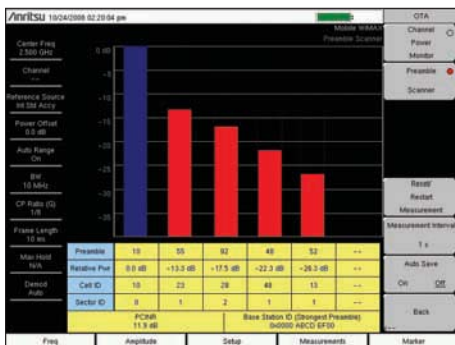 Anritsu 10/24/2008 02:20:04 pm
OTA
Mobile WiMAX
Preamble Scanner
Center Freq
2.500 GHz
Channel
--
Reference Source
Int Std Accy
Power Offset
0.0 dB
Auto Range
On
BW
10 MHz
CP Ratio (G)
1/8
Frame Length
10 ms
Max Hold
N/A
Demod
Auto
0 dB
-5
-10
-15
-20
-25
-30
-35
Preamble 10 55 92 48 52 --
Relative Pwr 0.0 dB -13.3 dB -17.5 dB -22.3 dB -26.3 dB --
Cell ID 10 23 28 48 13 --
Sector ID 0 1 2 1 1 --
PCINR
11.9 dB
Base Station ID (Strongest Preamble)
0x0000 ABCD EF00
Channel
Power
Monitor
Preamble
Scanner
Reset/
Restart
Measurement
Measurement Interval
1 s
Auto Save
On Off
Back
Freq Amplitude Setup Measurements Marker